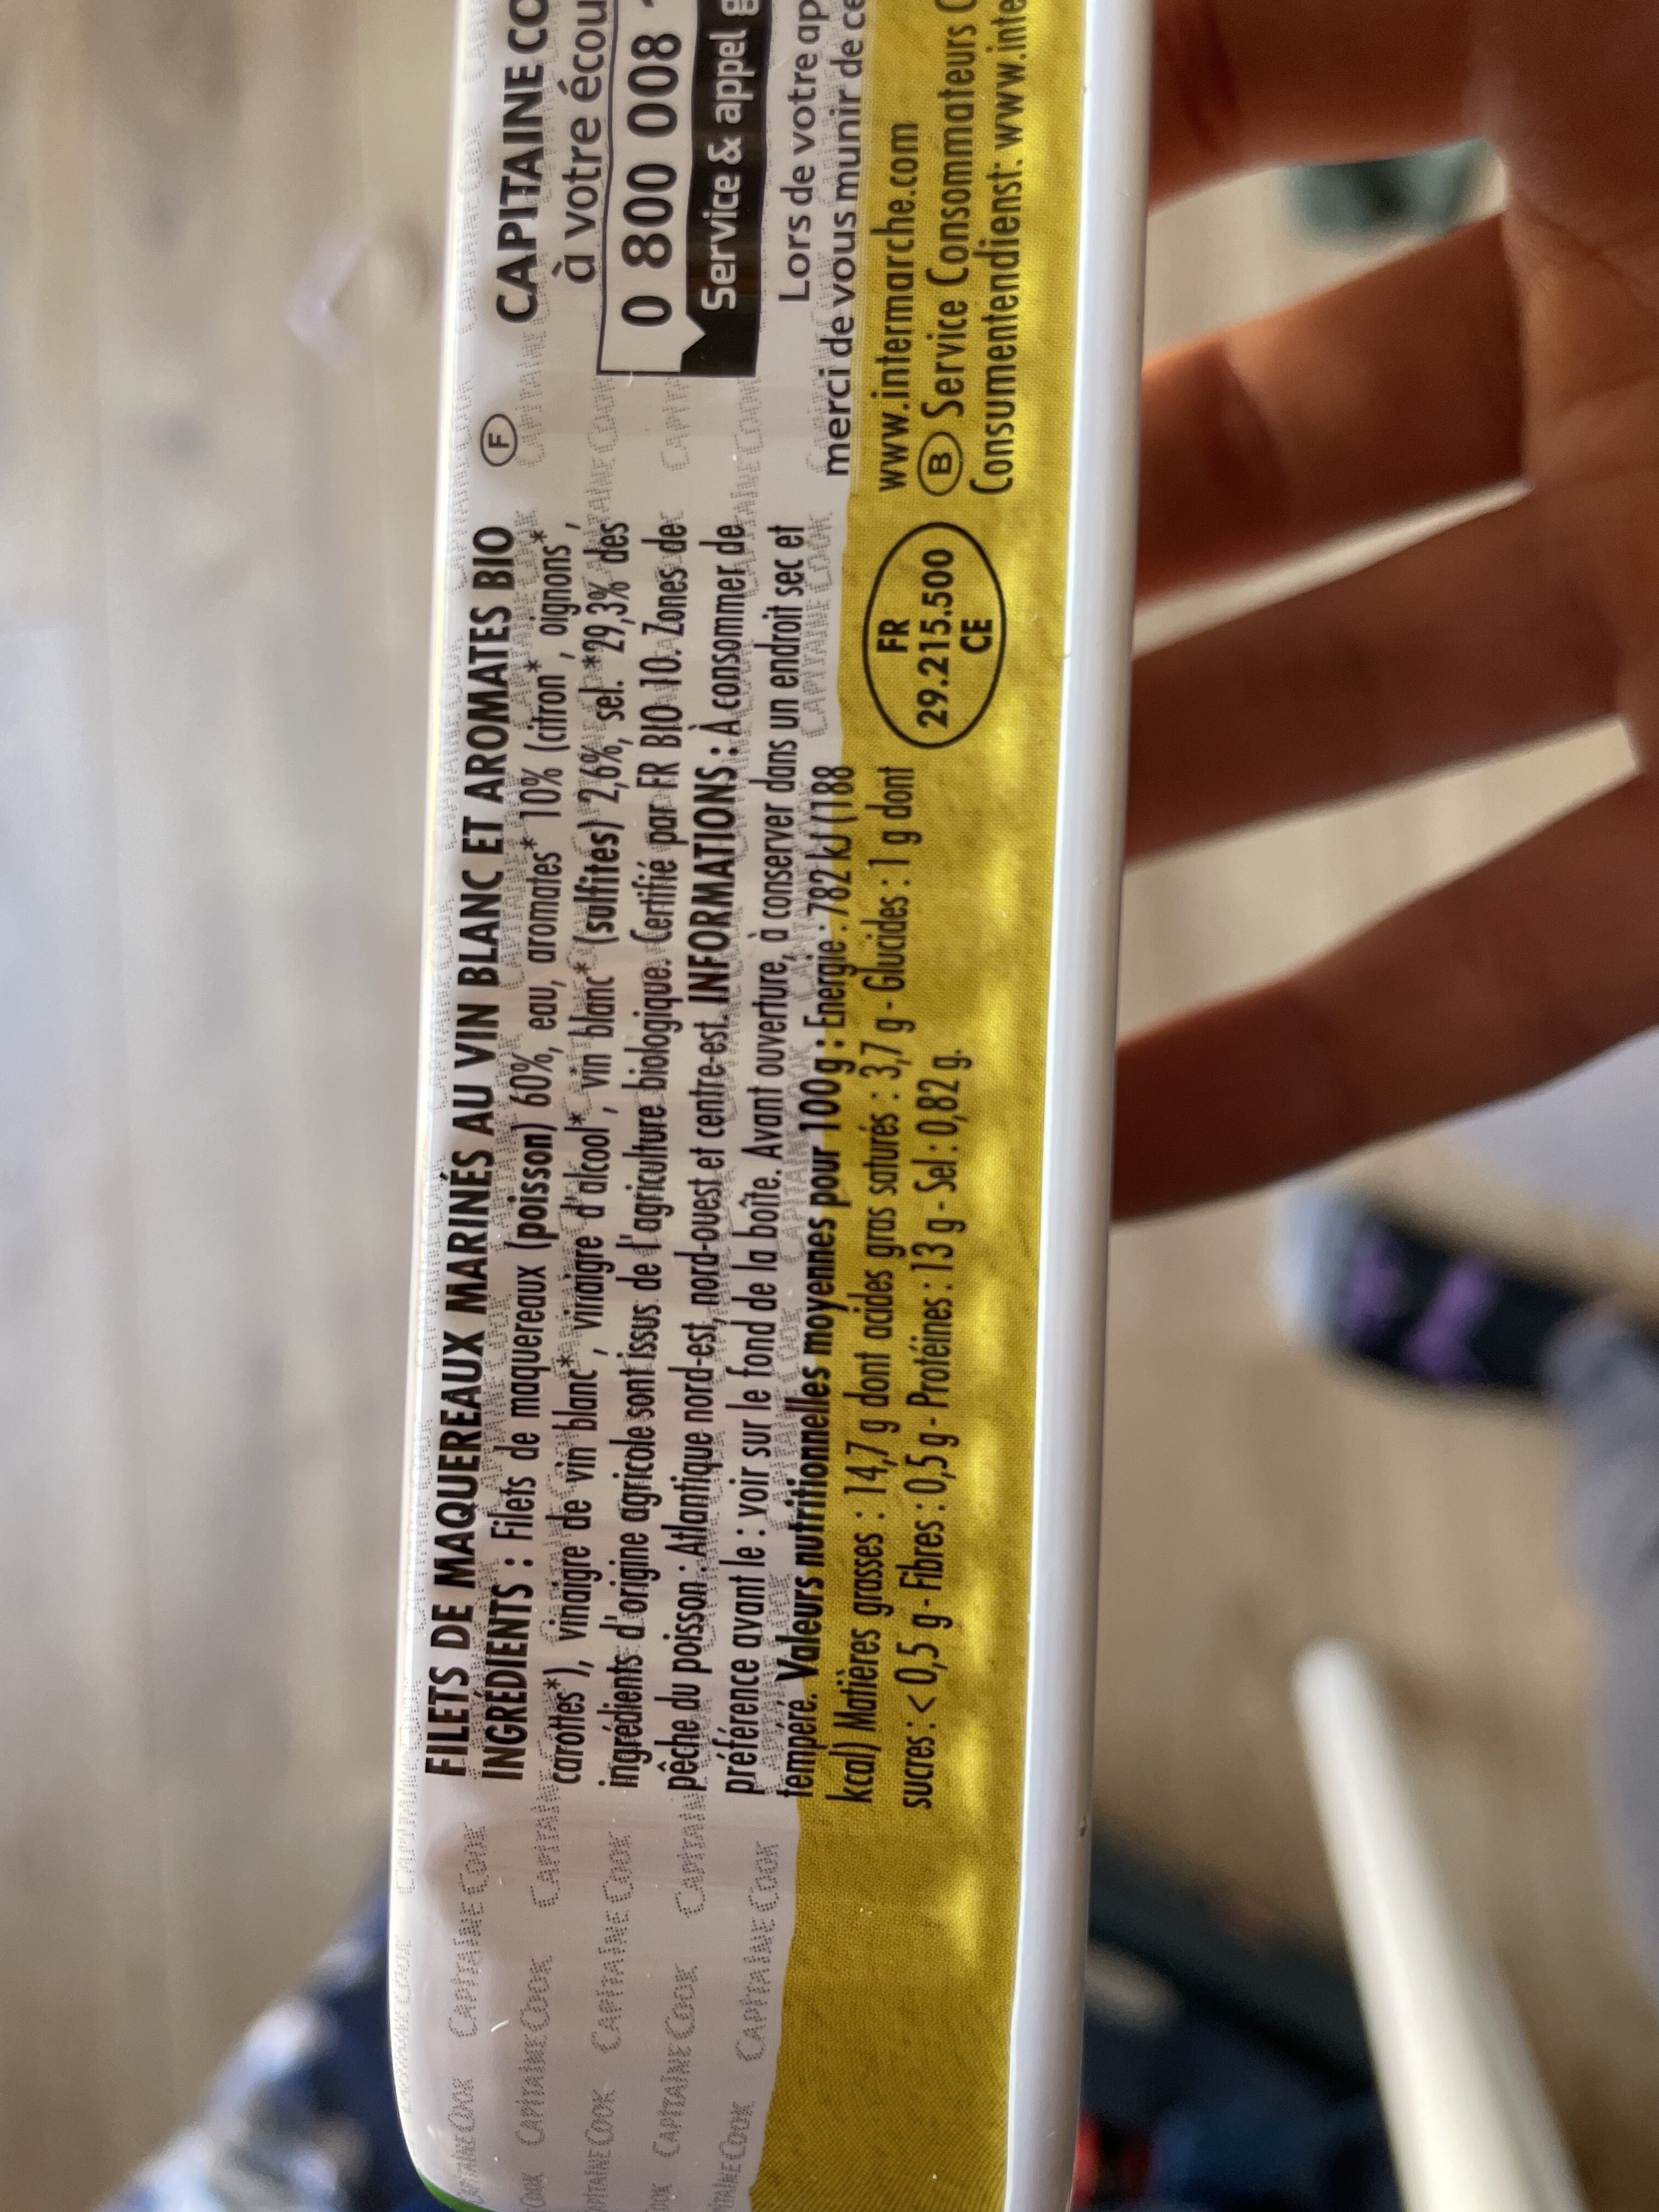 FILETS DE MAQUEREAUX MARINÉS AU VIN BLANC ET AROMATES BIO
INGRÉDIENTS : Filets de maquereaux (poisson) 60%, eau, aromates* 10% (citron*, oignons*,
carottes*), vinaigre de vin blanc*, vinaigre d'alcool*, vin blanc* (sulfites) 2,6%, sel. *29,3% des
ingrédients d'origine agricole sont issus de l'agriculture biologique. Certifié par FR BIO 10. Zones de
pêche du poisson : Atlantique nord-est, nord-ouest et centre-est. INFORMATIONS : À consommer de
préférence avant le : voir sur le fond de la boîte. Avant ouverture, à conserver dans un endroit sec et
tempéré. Valeurs nutritionnelles moyennes pour 100g : Energie : 782 kJ (188
kcal) Matières grasses : 14,7 g dont acides gras saturés : 3,7 g - Glucides : 1 g dont
sucres : < 0,5 g - Fibres : 0,5 g - Protéines : 13 g - Sel : 0,82 g.
FR
29.215.500
CE
F
CAPITAINE CO
à votre écou
0 800 008
Service & appel g
Lors de votre ap
merci de vous munir de ce
www.intermarche.com
B Service Consommateurs
Consumentendienst: www.inte
CAPITAINE COOK